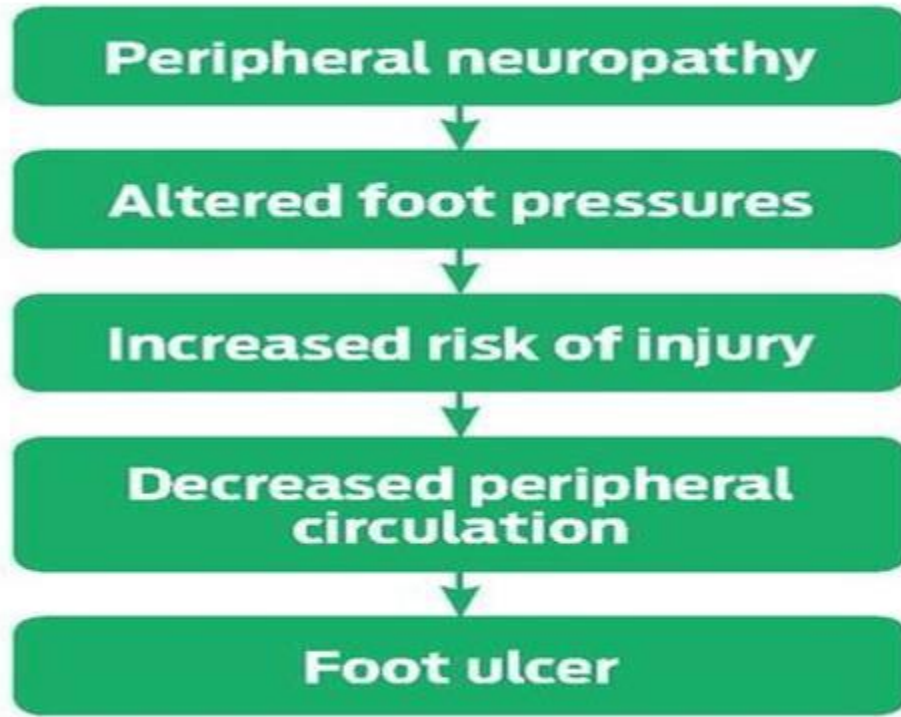 Peripheral neuropathy
Altered foot pressures
Increased risk of injury
Decreased peripheral
circulation
Foot ulcer